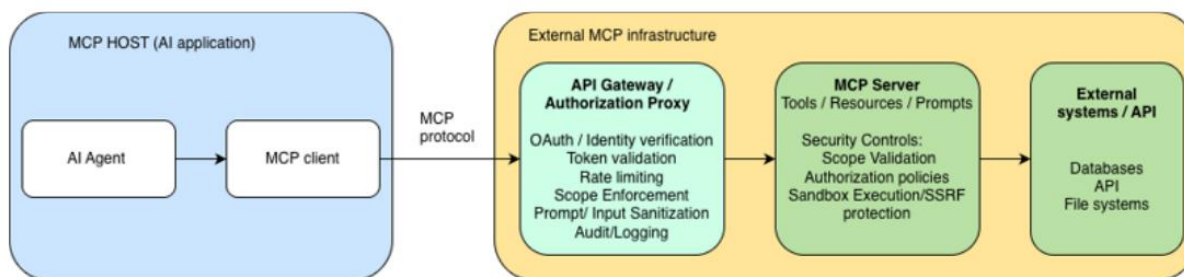 MCP HOST (AI application)
AI Agent
MCP client
MCP
protocol
External MCP infrastructure
API Gateway /
Authorization Proxy
OAuth / Identity verification
Token validation
Rate limiting
Scope Enforcement
Prompt/ Input Sanitization
Audit/Logging
MCP Server
Tools / Resources / Prompts
Security Controls:
Scope Validation
Authorization policies
Sandbox Execution/SSRF
protection
External
systems / API
Databases
API
File systems